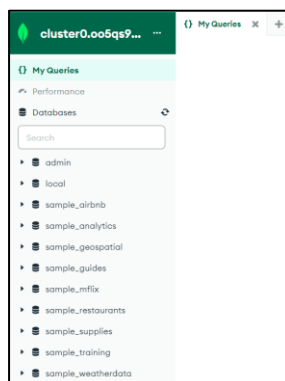 cluster0.oo5qs9... ...
{} My Queries
Performance
Databases
Search
admin
local
sample_airbnb
sample_analytics
sample_geospatial
sample_guides
sample_mflix
sample_restaurants
sample_supplies
sample_training
sample_weatherdata
{} My Queries × +